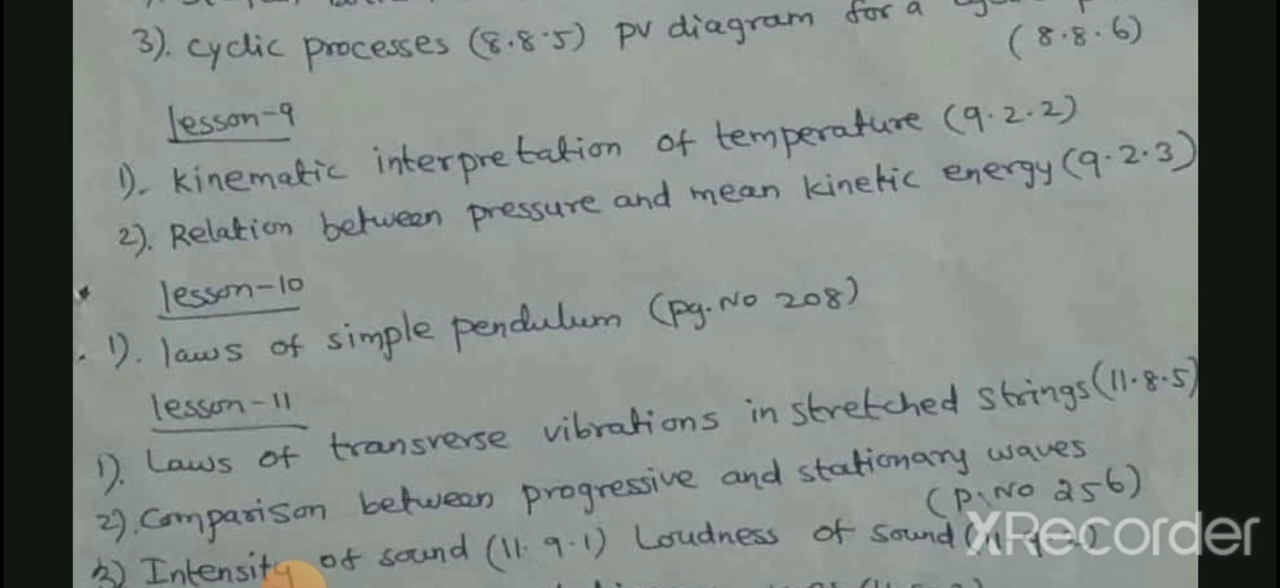 3). cyclic processes (8.8.5) PV diagram for a
(8.8.6)
lesson-9
1). kinematic interpretation of temperature (9.2.2)
2). Relation between pressure and mean kinetic energy (9.2.3)
lesson-10
1). laws of simple pendulum (pg.No 208)
lesson-11
1). Laws of transverse vibrations in stretched strings (11.8.5)
2). Comparison between progressive and stationary waves
(P.No 256)
3) Intensity of sound (11.9.1) Loudness of sound
XRecorder